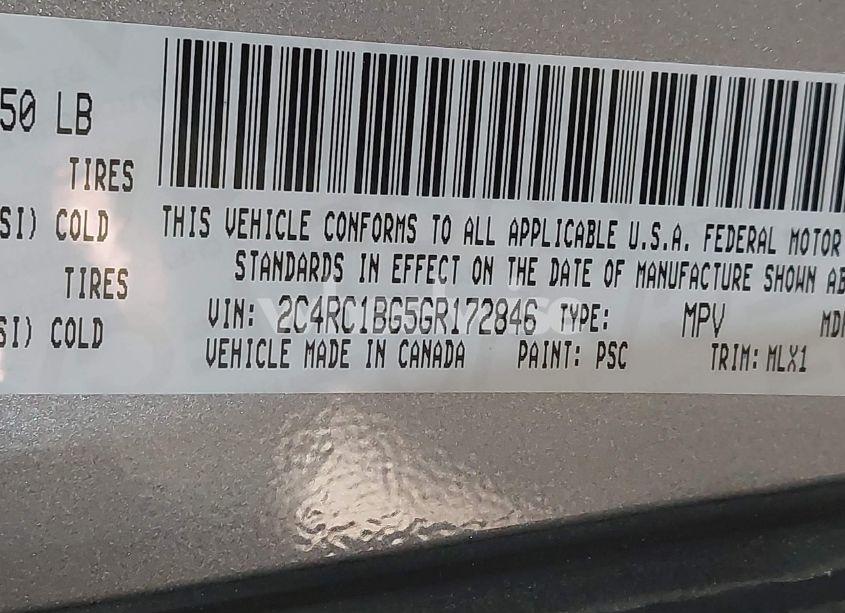 50 LB
TIRES
SI) COLD
THIS VEHICLE CONFORMS TO ALL APPLICABLE U.S.A. FEDERAL MOTOR
STANDARDS IN EFFECT ON THE DATE OF MANUFACTURE SHOWN AB
TIRES
VIN: 2C4RC1BG5GR172846 TYPE: MPV MD
SI) COLD
VEHICLE MADE IN CANADA PAINT: PSC TRIM: MLX1